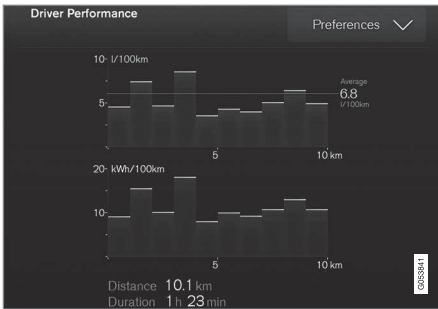 Driver Performance
Preferences
10 l/100km
Average
6.8
l/100km
5
5 10 km
20 kWh/100km
10
5 10 km
Distance 10.1 km
Duration 1 h 23 min
G053841